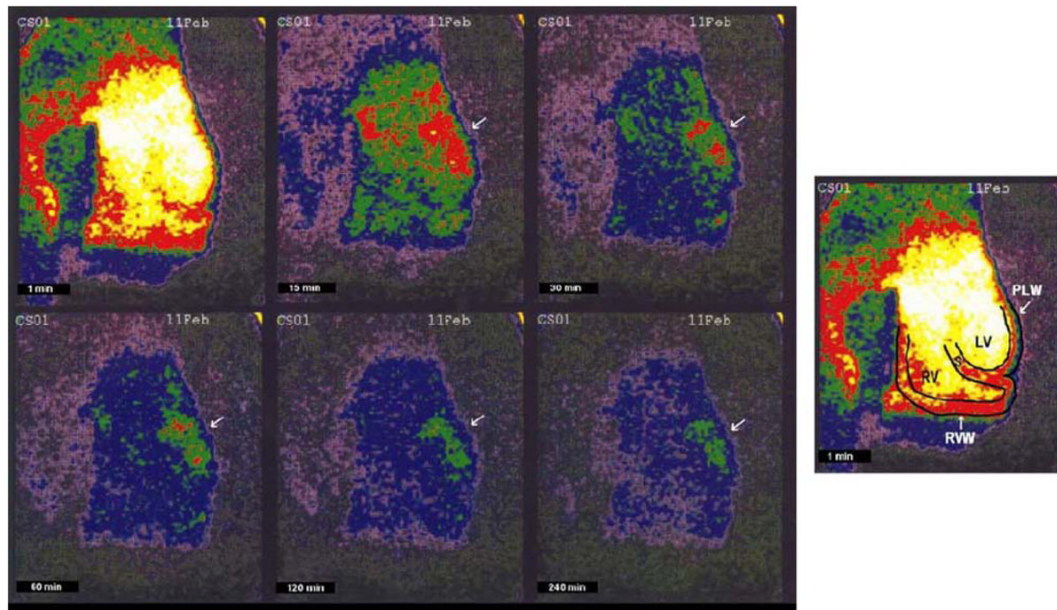 CS01 11Feb
1 min
CS01 11Feb
15 min
CS01 11Feb
30 min
CS01 11Feb
60 min
CS01 11Feb
120 min
CS01 11Feb
240 min
CS01 11Feb
PLW
LV
S
RV
RVW
1 min